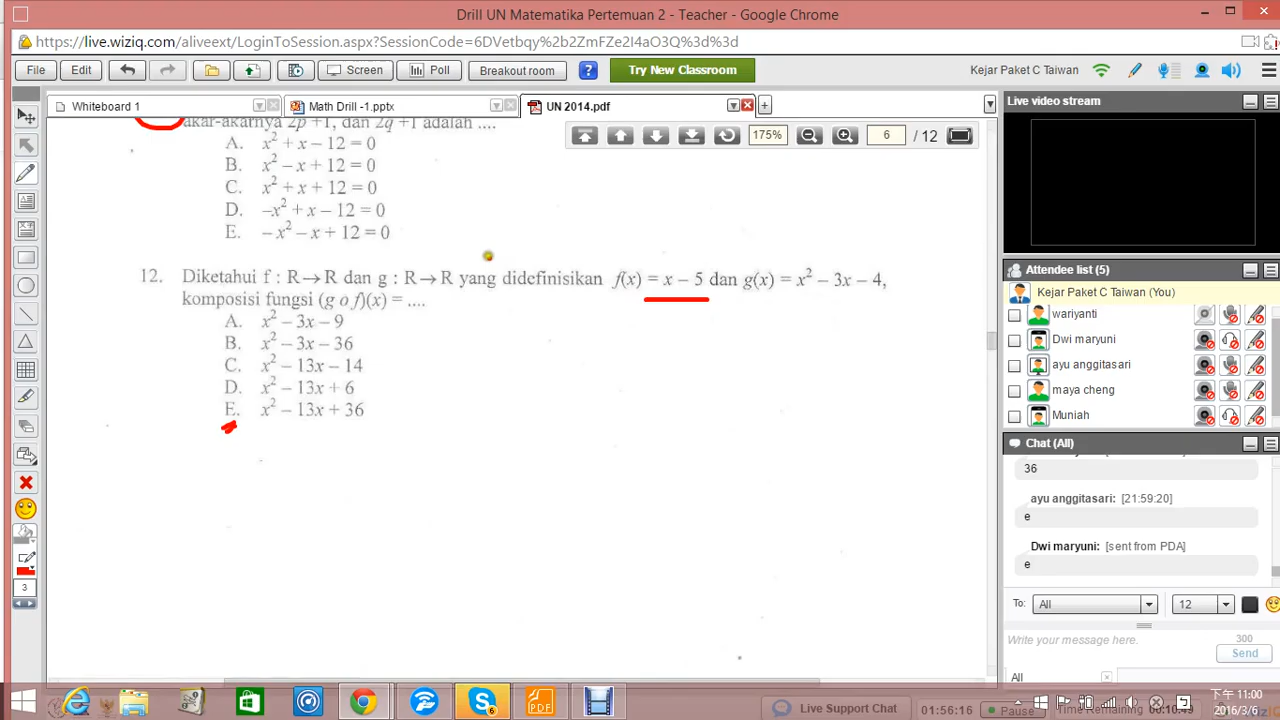 Drill UN Matematika Pertemuan 2 - Teacher - Google Chrome
https://live.wiziq.com/aliveext/LoginToSession.aspx?SessionCode=6DVetbqy%2b2ZmFZe2I4aO3Q%3d%3d
File Edit Screen Poll Breakout room ? Try New Classroom Kejar Paket C Taiwan
Whiteboard 1 Math Drill -1.pptx UN 2014.pdf
Live video stream
175% 6 / 12
akar-akarnya 2p +1, dan 2q +1 adalah ....
A. x² + x – 12 = 0
B. x² – x + 12 = 0
C. x² + x + 12 = 0
D. –x² + x – 12 = 0
E. – x² – x + 12 = 0
12. Diketahui f : R → R dan g : R → R yang didefinisikan f(x) = x – 5 dan g(x) = x² – 3x – 4,
komposisi fungsi (g o f)(x) = ....
A. x² – 3x – 9
B. x² – 3x – 36
C. x² – 13x – 14
D. x² – 13x + 6
E. x² – 13x + 36
Attendee list (5)
Kejar Paket C Taiwan (You)
wariyanti
Dwi maryuni
ayu anggitasari
maya cheng
Muniah
Chat (All)
36
ayu anggitasari: [21:59:20]
e
Dwi maryuni: [sent from PDA]
e
To: All 12
Write your message here... 300
Send
All
3
Live Support Chat 01:56:16 Pause Time Remaining 00:10:49
下午 11:00
2016/3/6